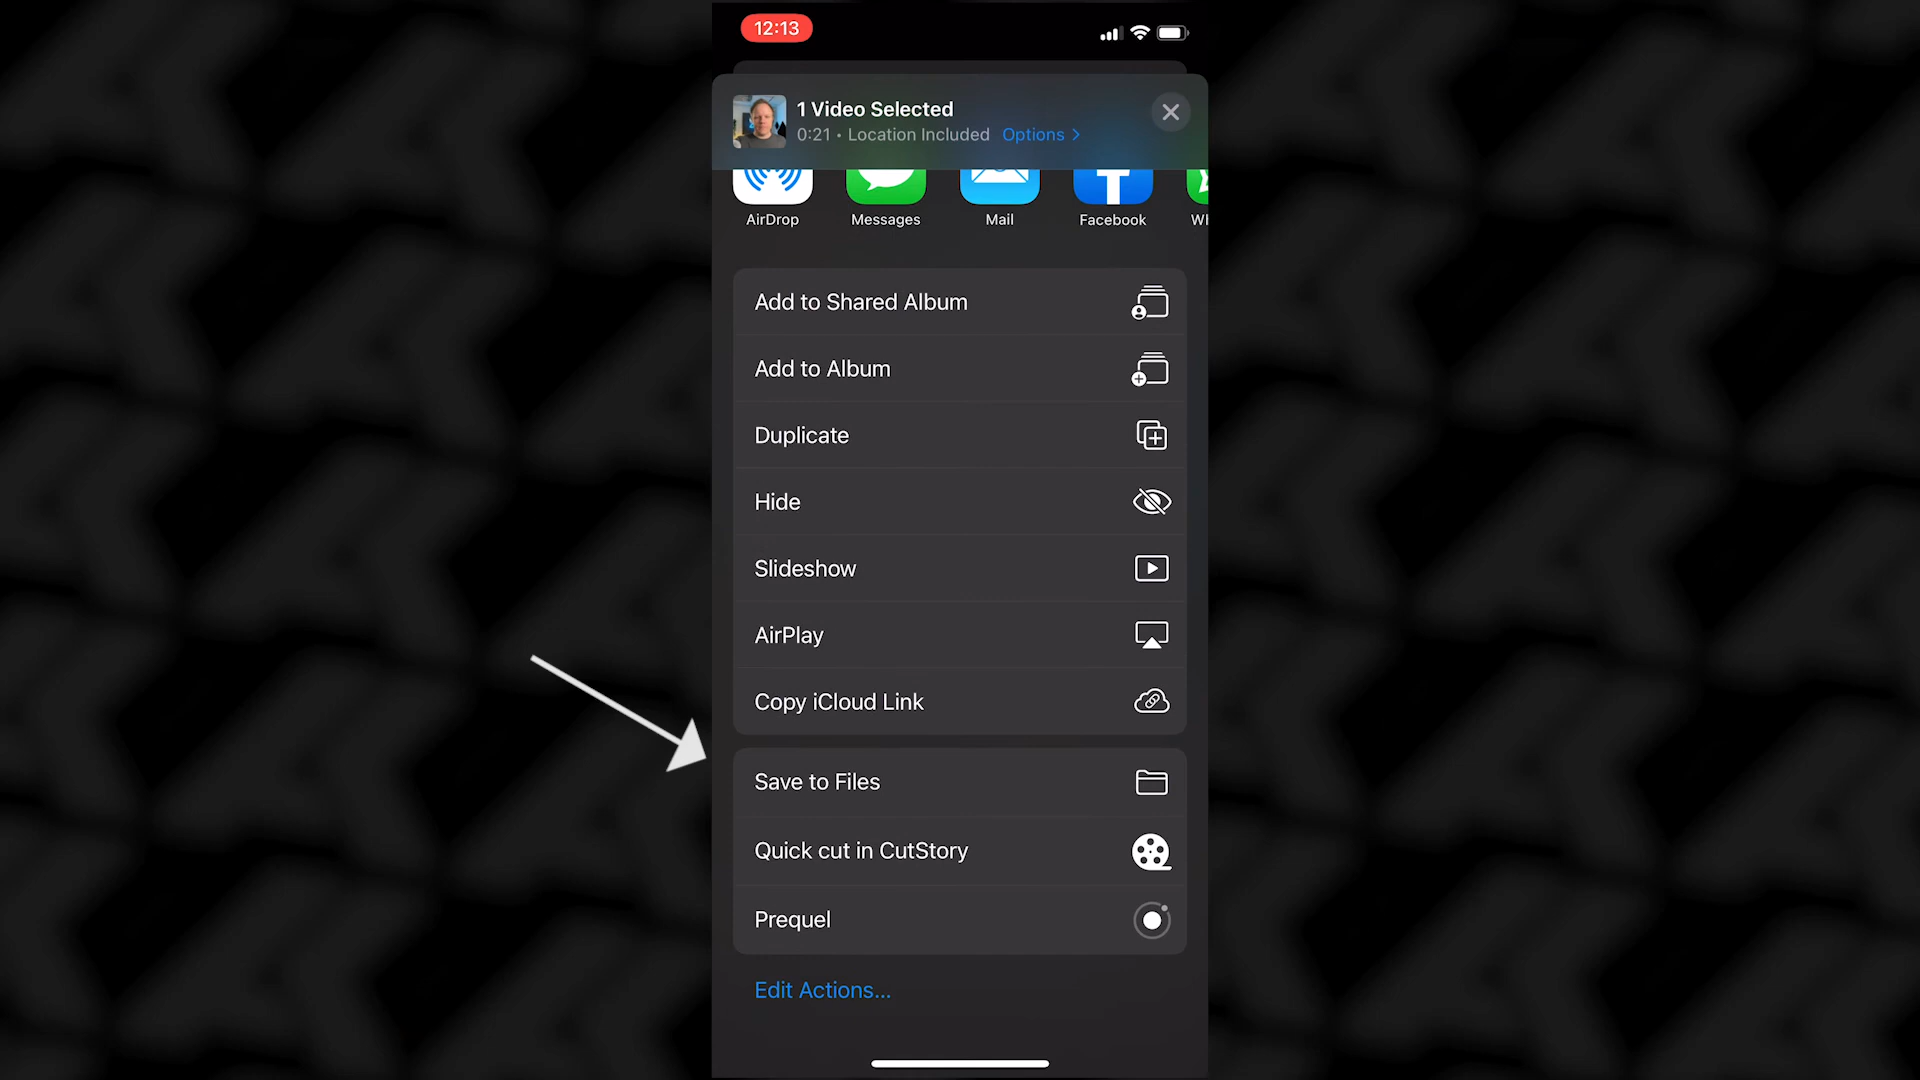 12:13
1 Video Selected
0:21 • Location Included Options >
AirDrop Messages Mail Facebook
Add to Shared Album
Add to Album
Duplicate
Hide
Slideshow
AirPlay
Copy iCloud Link
Save to Files
Quick cut in CutStory
Prequel
Edit Actions...